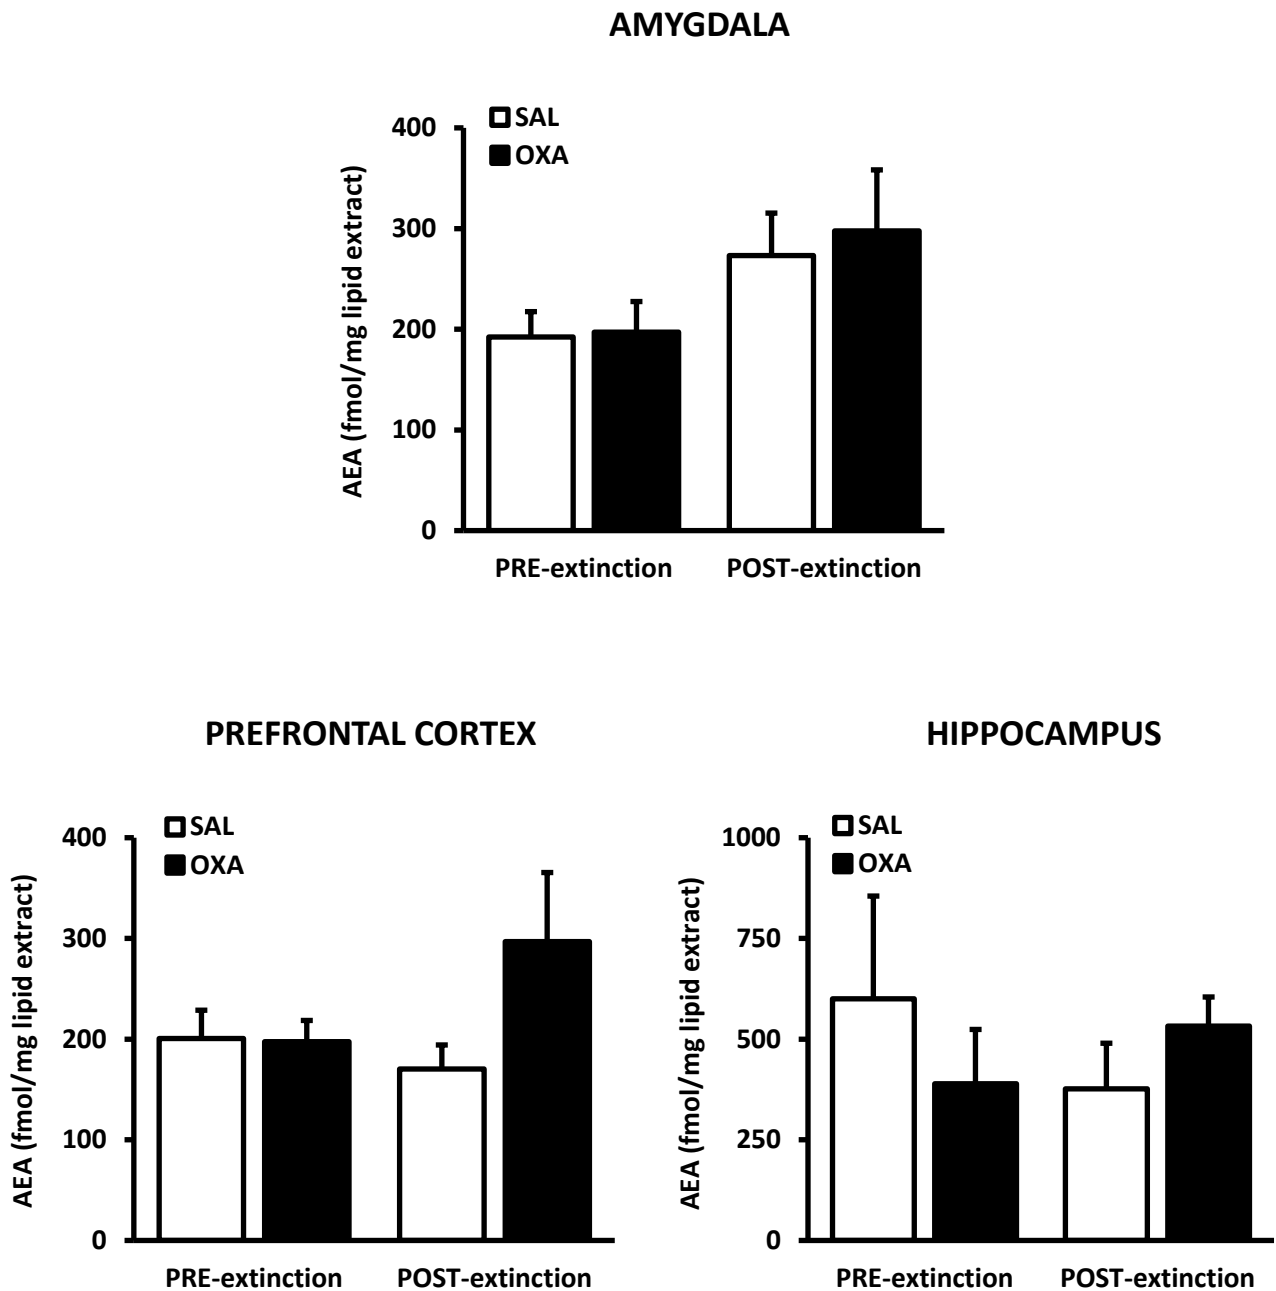 AMYGDALA
SAL
OXA
400
300
200
100
0
AEA (fmol/mg lipid extract)
PRE-extinction
POST-extinction
PREFRONTAL CORTEX
SAL
OXA
400
300
200
100
0
AEA (fmol/mg lipid extract)
PRE-extinction
POST-extinction
HIPPOCAMPUS
SAL
OXA
1000
750
500
250
0
AEA (fmol/mg lipid extract)
PRE-extinction
POST-extinction